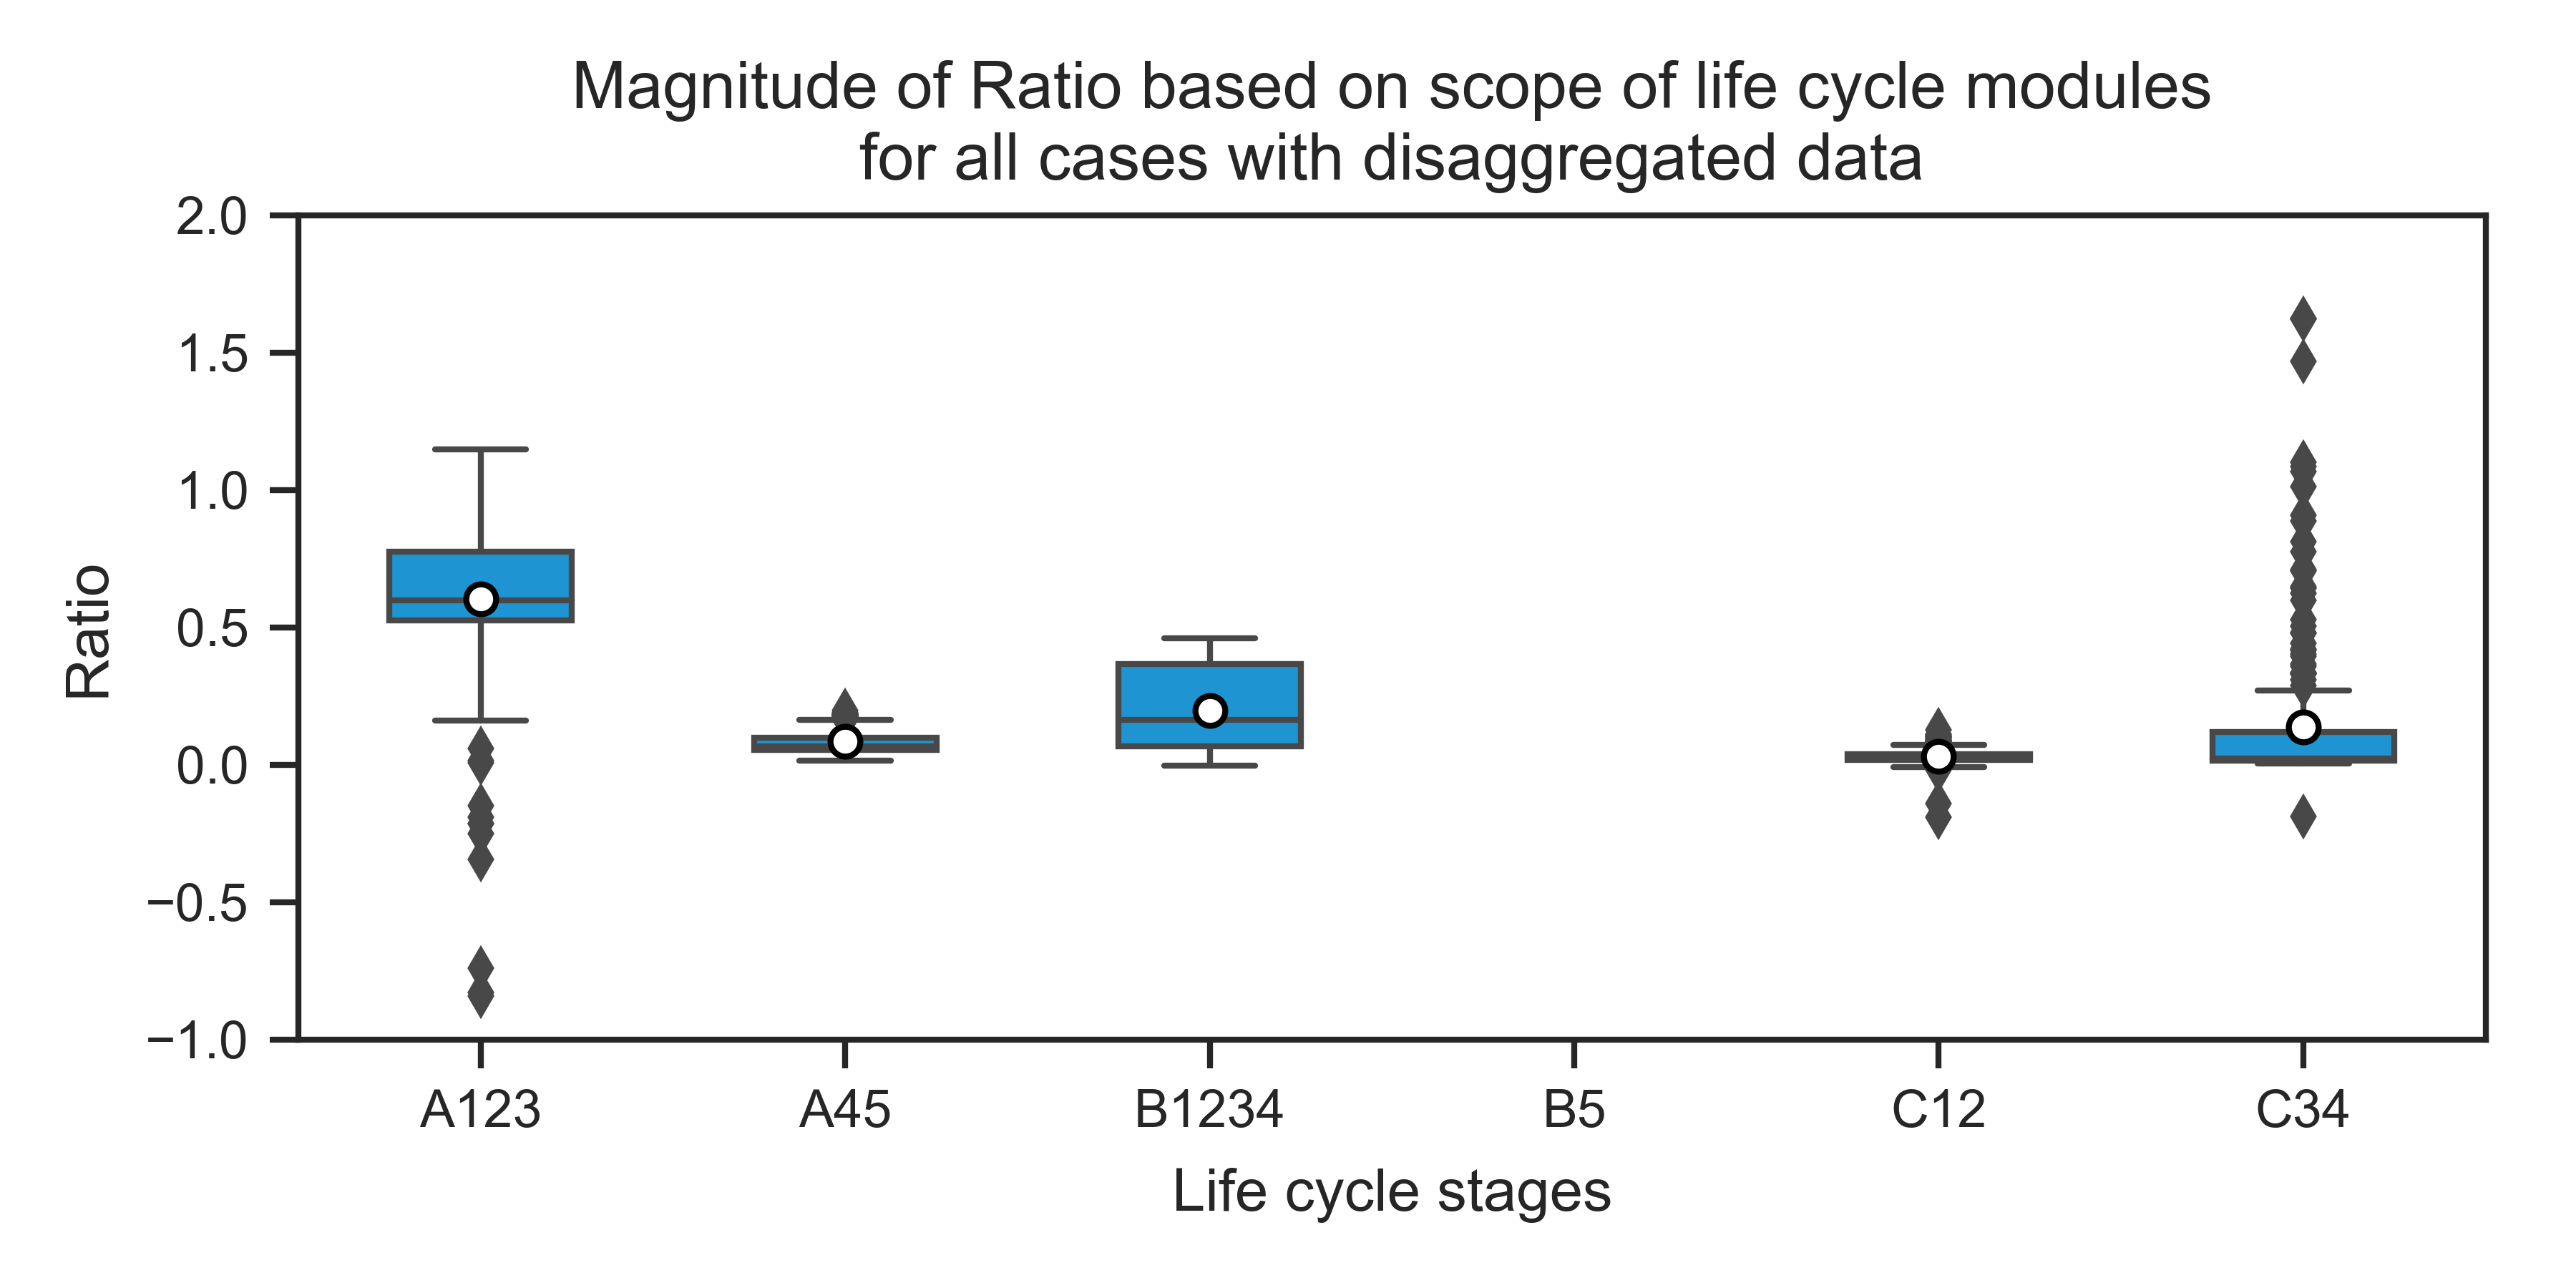 Magnitude of Ratio based on scope of life cycle modules
for all cases with disaggregated data
2.0
1.5
1.0
0.5
0.0
−0.5
−1.0
Ratio
A123 A45 B1234 B5 C12 C34
Life cycle stages